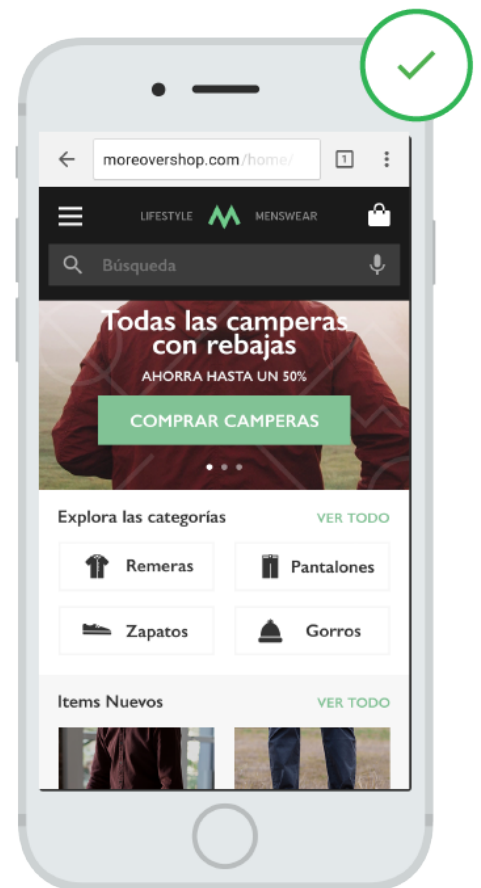 moreovershop.com/home/
1
LIFESTYLE
MENSWEAR
Búsqueda
Todas las camperas
con rebajas
AHORRA HASTA UN 50%
COMPRAR CAMPERAS
Explora las categorías
VER TODO
Remeras
Pantalones
Zapatos
Gorros
Items Nuevos
VER TODO